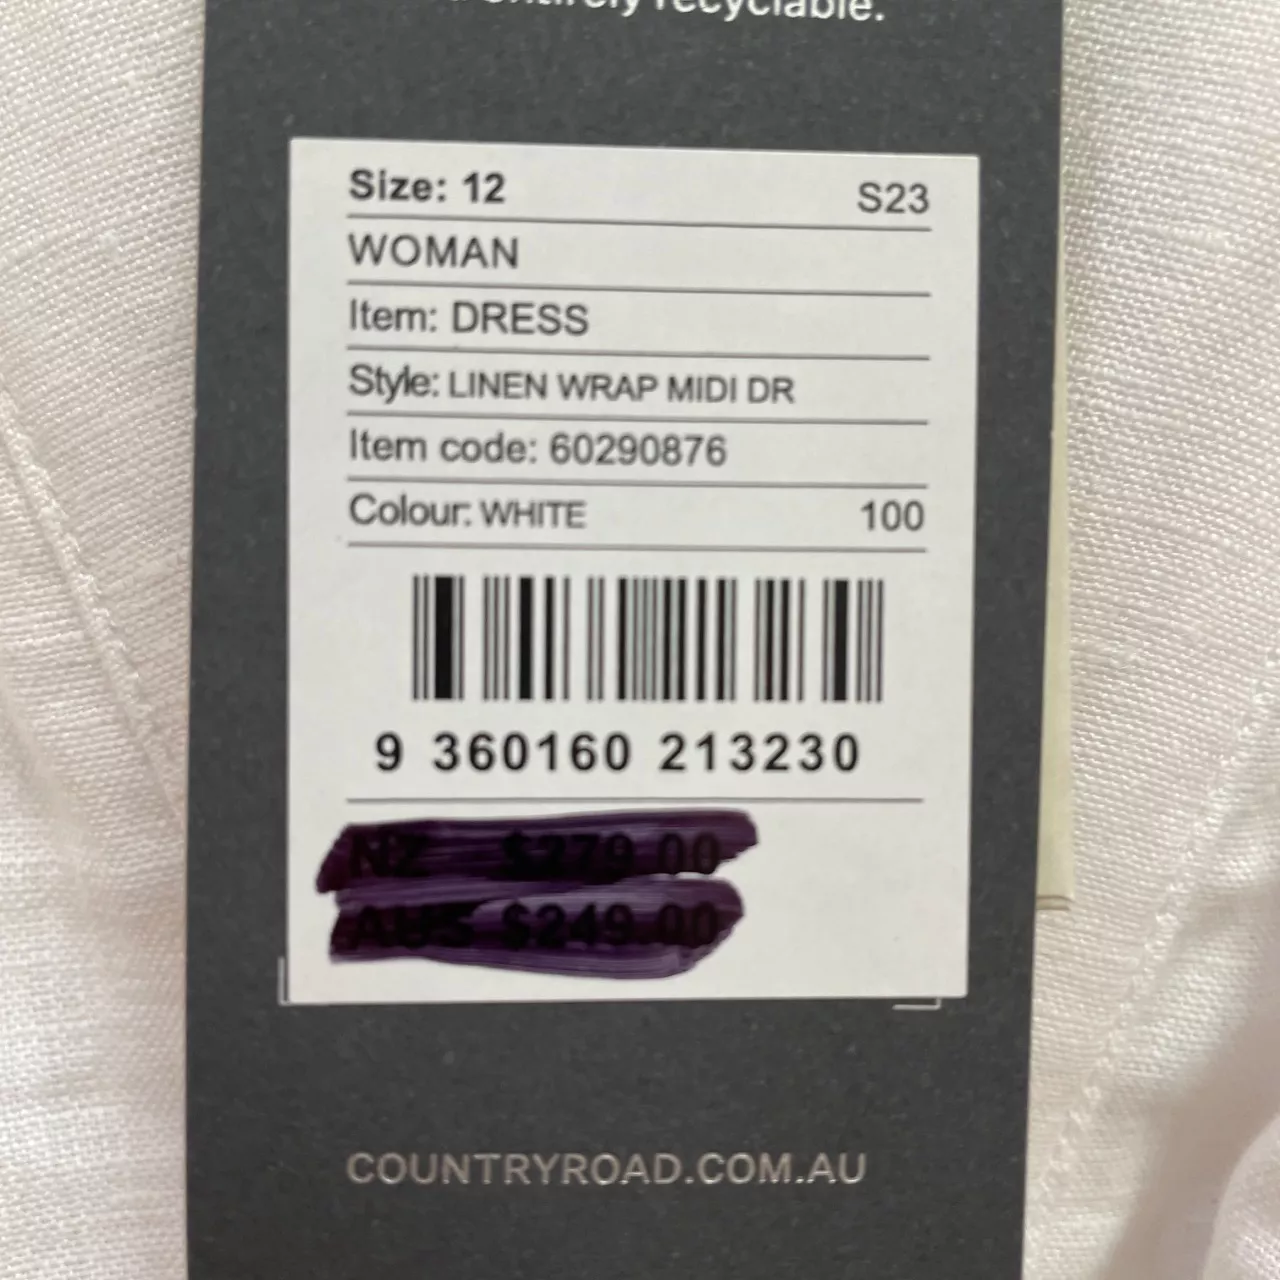 entirely recyclable.
Size: 12 S23
WOMAN
Item: DRESS
Style: LINEN WRAP MIDI DR
Item code: 60290876
Colour: WHITE 100
9 360160 213230
NZ $279.00
AUS $249.00
COUNTRYROAD.COM.AU